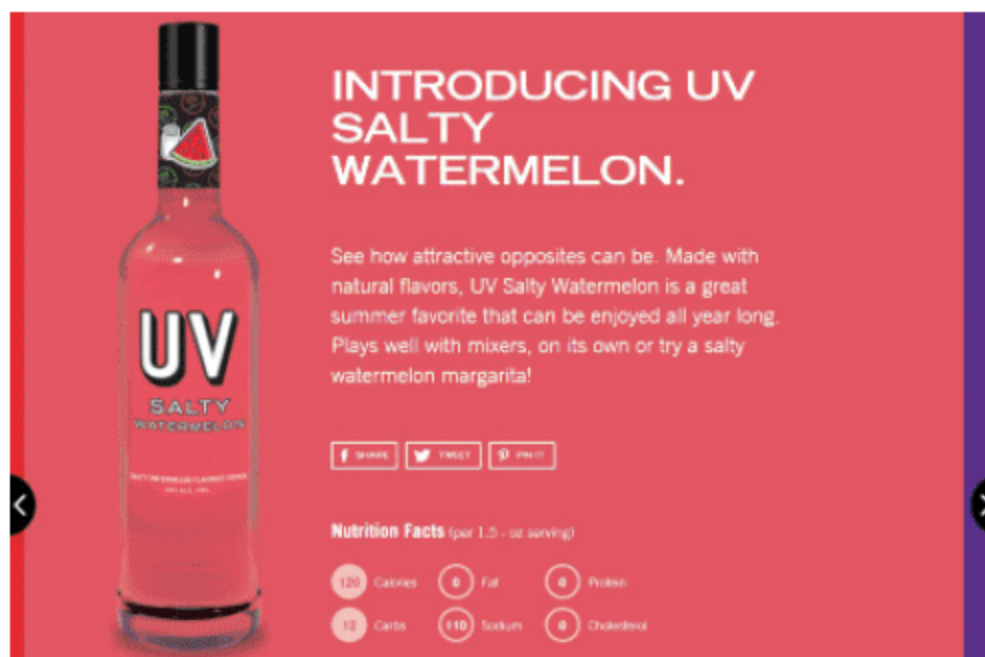 INTRODUCING UV
SALTY
WATERMELON.
See how attractive opposites can be. Made with
natural flavors, UV Salty Watermelon is a great
summer favorite that can be enjoyed all year long.
Plays well with mixers, on its own or try a salty
watermelon margarita!
SHARE TWEET PIN IT
Nutrition Facts (per 1.5 - oz serving)
120 Calories 0 Fat 0 Protein
12 Carbs 110 Sodium 0 Cholesterol
UV
SALTY
WATERMELON